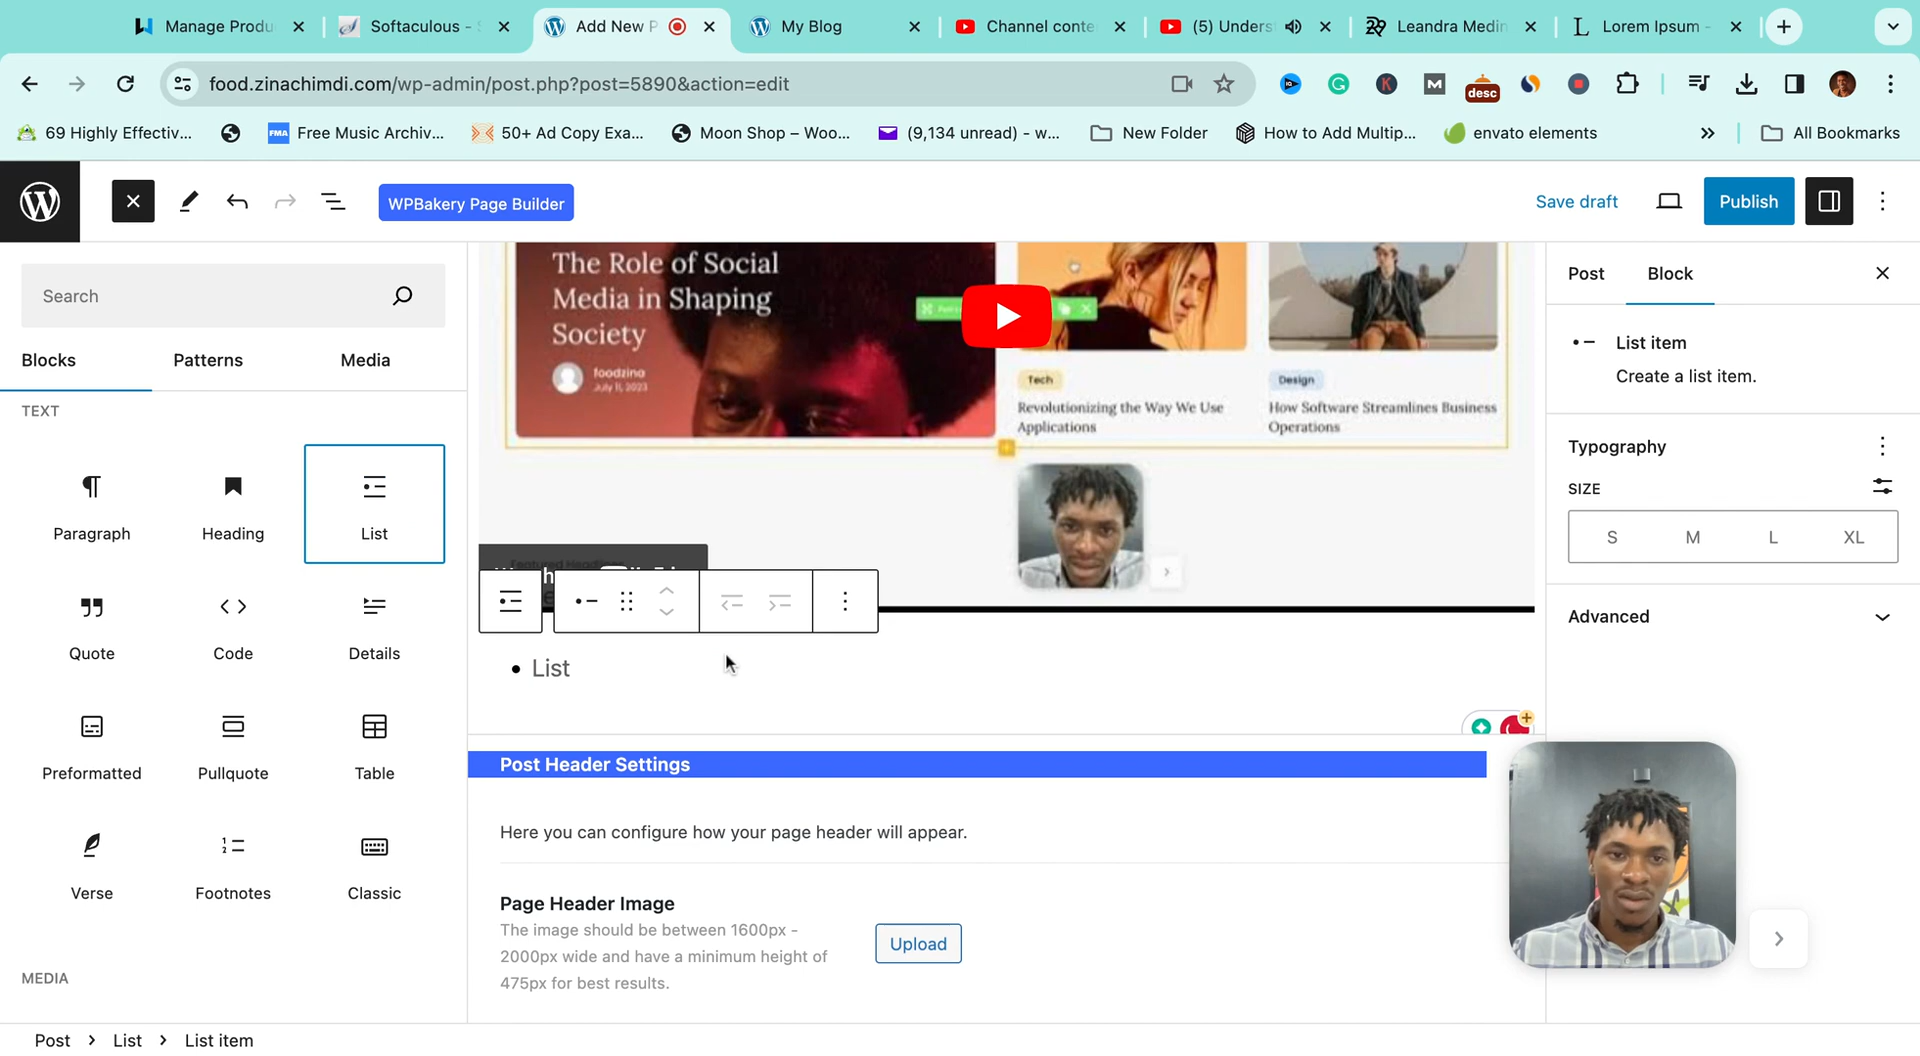 Manage Produ
Softaculous - S
Add New P
My Blog
Channel conte
(5) Underst
Leandra Medin
Lorem Ipsum -
food.zinachimdi.com/wp-admin/post.php?post=5890&action=edit
desc
69 Highly Effectiv...
FMA
Free Music Archiv...
50+ Ad Copy Exa...
Moon Shop – Woo...
(9,134 unread) - w...
New Folder
How to Add Multip...
envato elements
All Bookmarks
WPBakery Page Builder
Save draft
Publish
Search
Blocks
Patterns
Media
TEXT
Paragraph
Heading
List
Quote
Code
Details
Preformatted
Pullquote
Table
Verse
Footnotes
Classic
MEDIA
The Role of Social
Media in Shaping
Society
foodzina
July 11, 2023
Tech
Revolutionizing the Way We Use
Applications
Design
How Software Streamlines Business
Operations
List
Post Header Settings
Here you can configure how your page header will appear.
Page Header Image
The image should be between 1600px -
2000px wide and have a minimum height of
475px for best results.
Upload
Post
Block
List item
Create a list item.
Typography
SIZE
S M L XL
Advanced
Post > List > List item